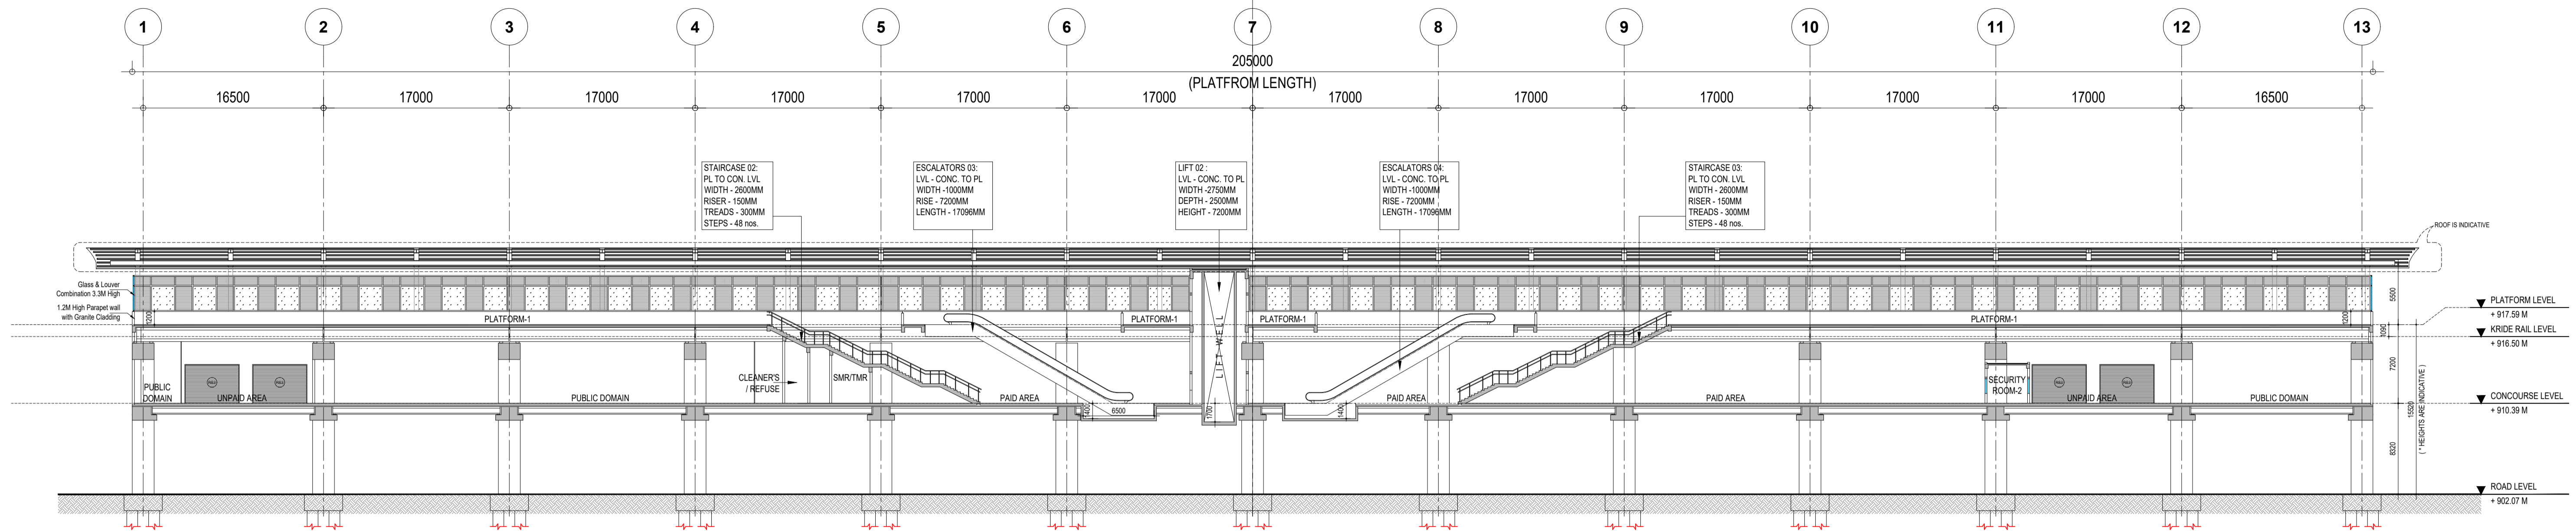 1 2 3 4 5 6 7 8 9 10 11 12 13
205000
(PLATFROM LENGTH)
16500 17000 17000 17000 17000 17000 17000 17000 17000 17000 17000 16500
STAIRCASE 02:
PL TO CON. LVL
WIDTH - 2600MM
RISER - 150MM
TREADS - 300MM
STEPS - 48 nos.
ESCALATORS 03:
LVL - CONC. TO PL
WIDTH -1000MM
RISE - 7200MM
LENGTH - 17096MM
LIFT 02 :
LVL - CONC. TO PL
WIDTH -2750MM
DEPTH - 2500MM
HEIGHT - 7200MM
ESCALATORS 04:
LVL - CONC. TO PL
WIDTH -1000MM
RISE - 7200MM
LENGTH - 17096MM
STAIRCASE 03:
PL TO CON. LVL
WIDTH - 2600MM
RISER - 150MM
TREADS - 300MM
STEPS - 48 nos.
ROOF IS INDICATIVE
Glass & Louver
Combination 3.3M High
1.2M High Parapet wall
with Granite Cladding
1200
PLATFORM-1
PLATFORM-1
PLATFORM-1
PLATFORM-1
1200
5500
1090
7200
8320
15520
( * HEIGHTS ARE INDICATIVE )
PLATFORM LEVEL
+ 917.59 M
KRIDE RAIL LEVEL
+ 916.50 M
CONCOURSE LEVEL
+ 910.39 M
ROAD LEVEL
+ 902.07 M
LIFT WELL
PUBLIC
DOMAIN
UNPAID AREA
PUBLIC DOMAIN
CLEANER'S
/ REFUSE
SMR/TMR
PAID AREA
1400
6500
1700
1400
PAID AREA
PAID AREA
SECURITY
ROOM-2
UNPAID AREA
PUBLIC DOMAIN